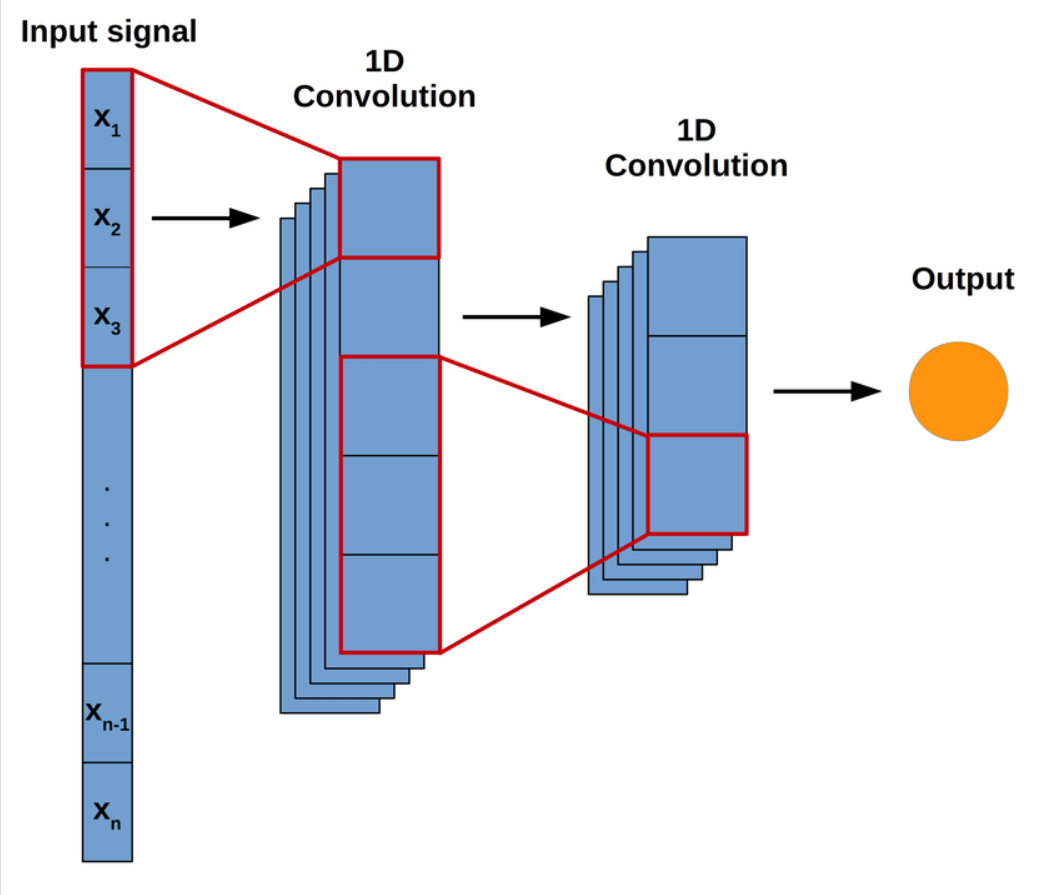 Input signal
1D
Convolution
1D
Convolution
Output
x1
x2
x3
.
.
.
xn-1
xn